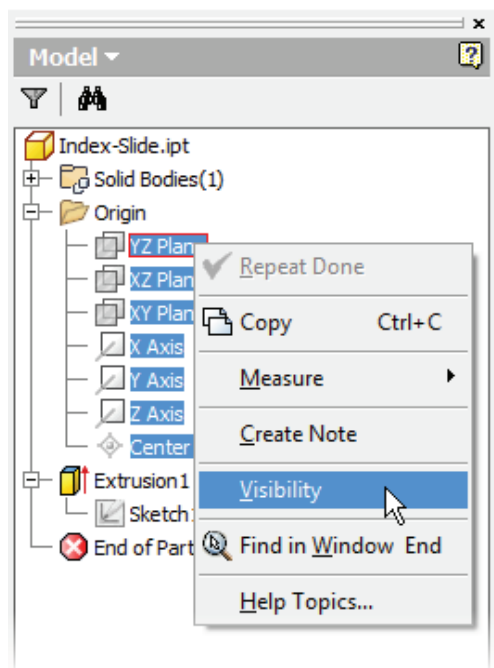 Model
Index-Slide.ipt
Solid Bodies(1)
Origin
YZ Plan
XZ Plan
XY Plan
X Axis
Y Axis
Z Axis
Center
Extrusion1
Sketch
End of Part
Repeat Done
Copy Ctrl+C
Measure
Create Note
Visibility
Find in Window End
Help Topics...